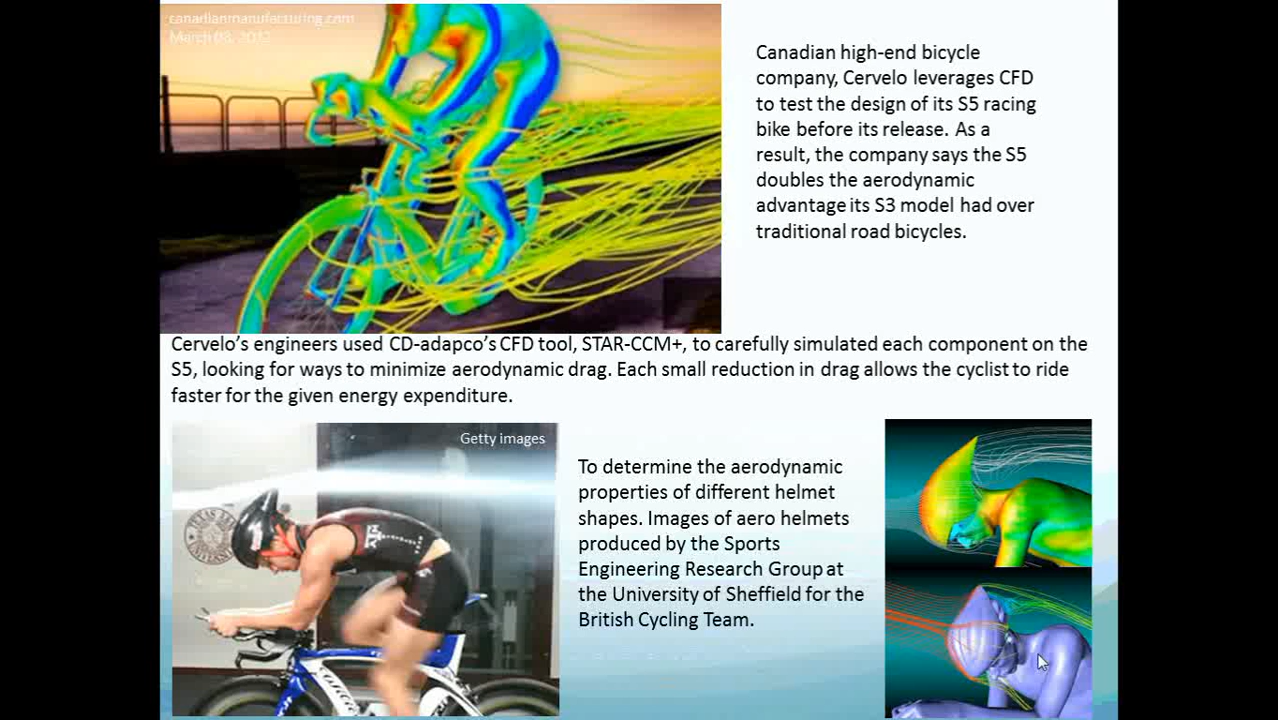 canadianmanufacturing.com
March 08, 2012
Canadian high-end bicycle
company, Cervelo leverages CFD
to test the design of its S5 racing
bike before its release. As a
result, the company says the S5
doubles the aerodynamic
advantage its S3 model had over
traditional road bicycles.
Cervelo’s engineers used CD-adapco’s CFD tool, STAR-CCM+, to carefully simulated each component on the
S5, looking for ways to minimize aerodynamic drag. Each small reduction in drag allows the cyclist to ride
faster for the given energy expenditure.
Getty images
To determine the aerodynamic
properties of different helmet
shapes. Images of aero helmets
produced by the Sports
Engineering Research Group at
the University of Sheffield for the
British Cycling Team.